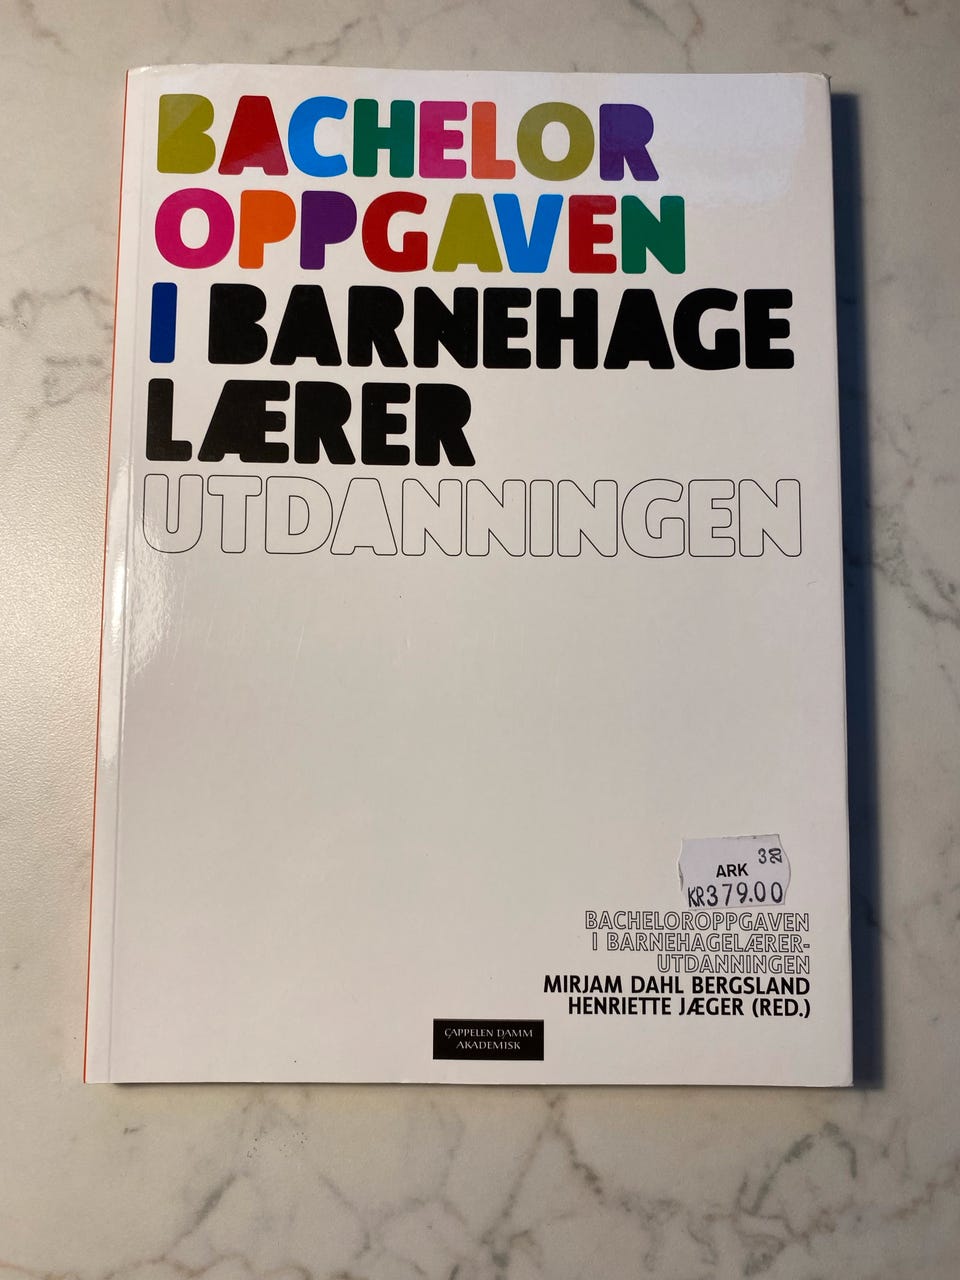 BACHELOR
OPPGAVEN
I BARNEHAGE
LÆRER
UTDANNINGEN
ARK
KR379.00
BACHELOROPPGAVEN
I BARNEHAGELÆRER-
UTDANNINGEN
MIRJAM DAHL BERGSLAND
HENRIETTE JÆGER (RED.)
CAPPELEN DAMM
AKADEMISK